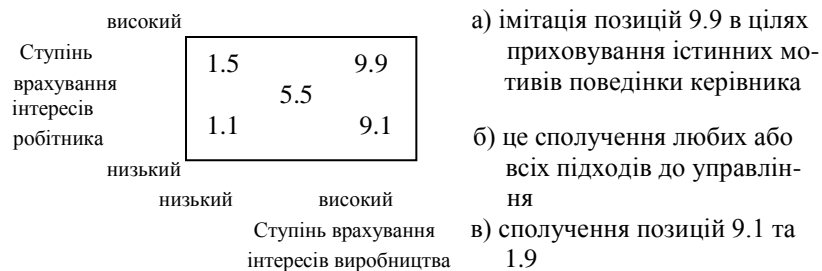 високий
Ступінь
врахування
інтересів
робітника
1.5 9.9
5.5
1.1 9.1
низький
низький високий
Ступінь врахування
інтересів виробництва
а) імітація позицій 9.9 в цілях
приховування істинних мо-
тивів поведінки керівника
б) це сполучення любих або
всіх підходів до управлін-
ня
в) сполучення позицій 9.1 та
1.9